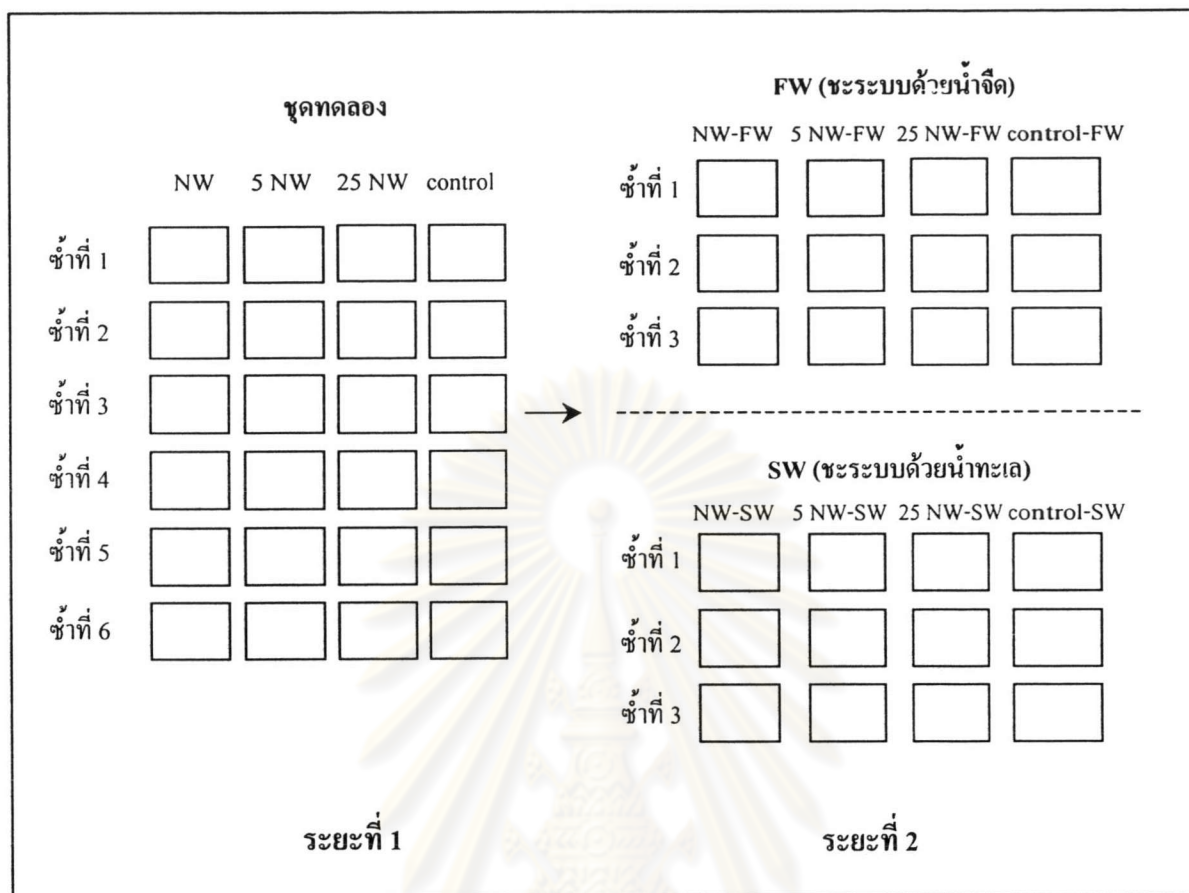 ชุดทดลอง
NW 5 NW 25 NW control
ซ้ำที่ 1
ซ้ำที่ 2
ซ้ำที่ 3
ซ้ำที่ 4
ซ้ำที่ 5
ซ้ำที่ 6
ระยะที่ 1
FW (ชะระบบด้วยน้ำจืด)
NW-FW 5 NW-FW 25 NW-FW control-FW
ซ้ำที่ 1
ซ้ำที่ 2
ซ้ำที่ 3
SW (ชะระบบด้วยน้ำทะเล)
NW-SW 5 NW-SW 25 NW-SW control-SW
ซ้ำที่ 1
ซ้ำที่ 2
ซ้ำที่ 3
ระยะที่ 2